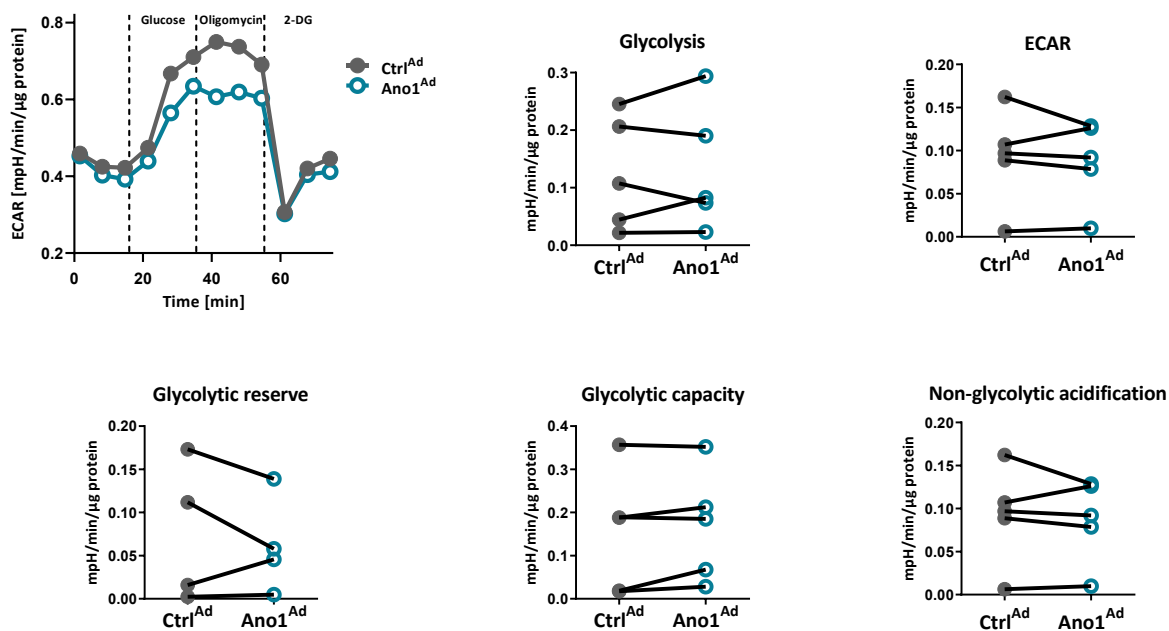 Glucose
Oligomycin
2-DG
ECAR [mpH/min/μg protein]
0.8
0.6
0.4
0.2
0
20
40
60
Time [min]
Ctrl^Ad
Ano1^Ad
Glycolysis
mpH/min/μg protein
0.3
0.2
0.1
0.0
Ctrl^Ad
Ano1^Ad
ECAR
mpH/min/μg protein
0.20
0.15
0.10
0.05
0.00
Ctrl^Ad
Ano1^Ad
Glycolytic reserve
mpH/min/μg protein
0.20
0.15
0.10
0.05
0.00
Ctrl^Ad
Ano1^Ad
Glycolytic capacity
mpH/min/μg protein
0.4
0.3
0.2
0.1
0.0
Ctrl^Ad
Ano1^Ad
Non-glycolytic acidification
mpH/min/μg protein
0.20
0.15
0.10
0.05
0.00
Ctrl^Ad
Ano1^Ad